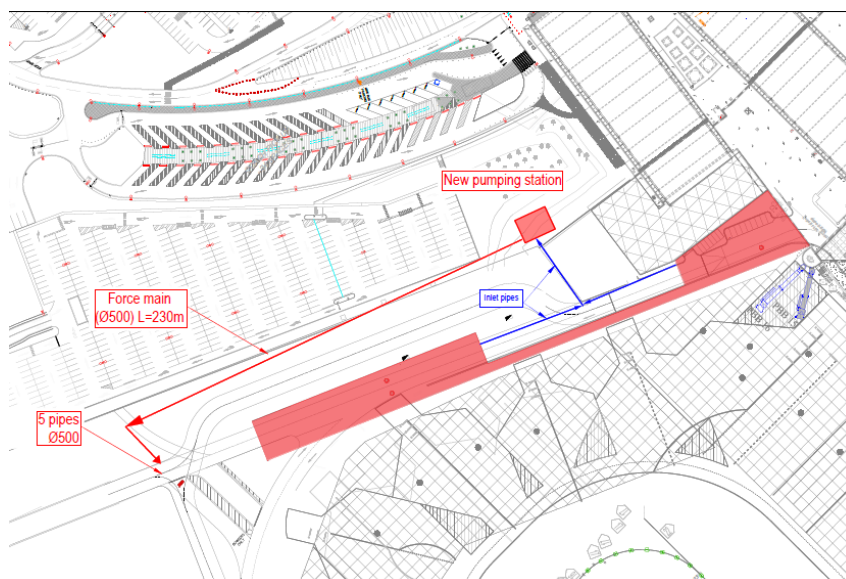 New pumping station
Inlet pipes
Force main
(Ø500) L=230m
5 pipes
Ø500